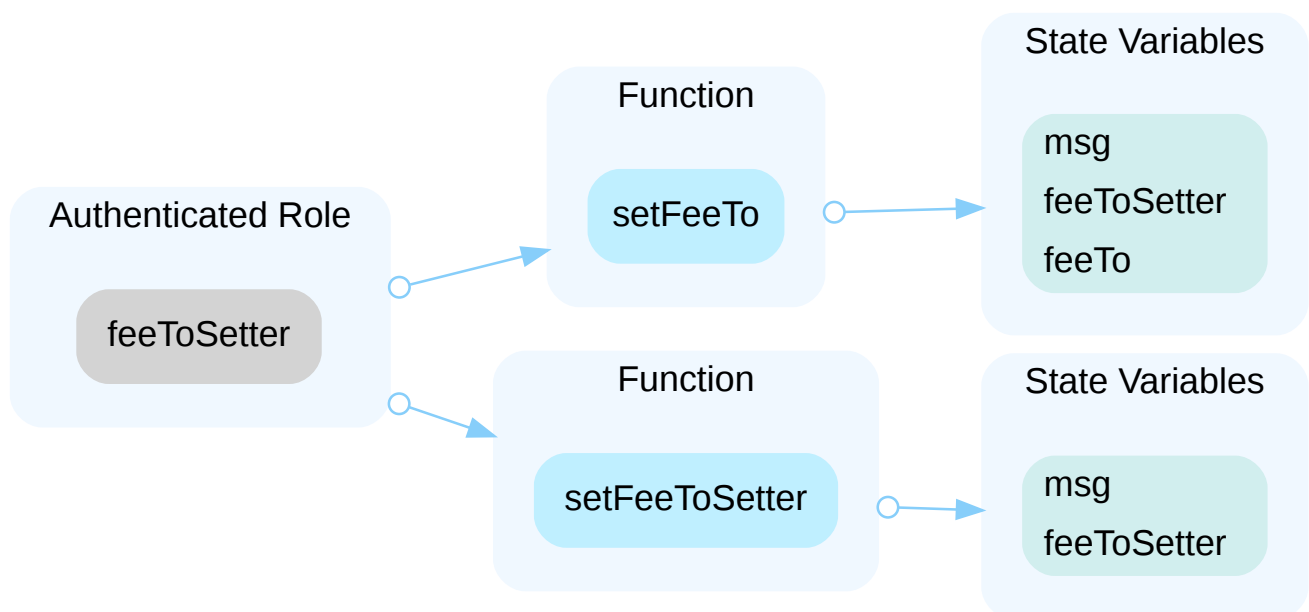 Authenticated Role
feeToSetter
Function
setFeeTo
State Variables
msg
feeToSetter
feeTo
Function
setFeeToSetter
State Variables
msg
feeToSetter